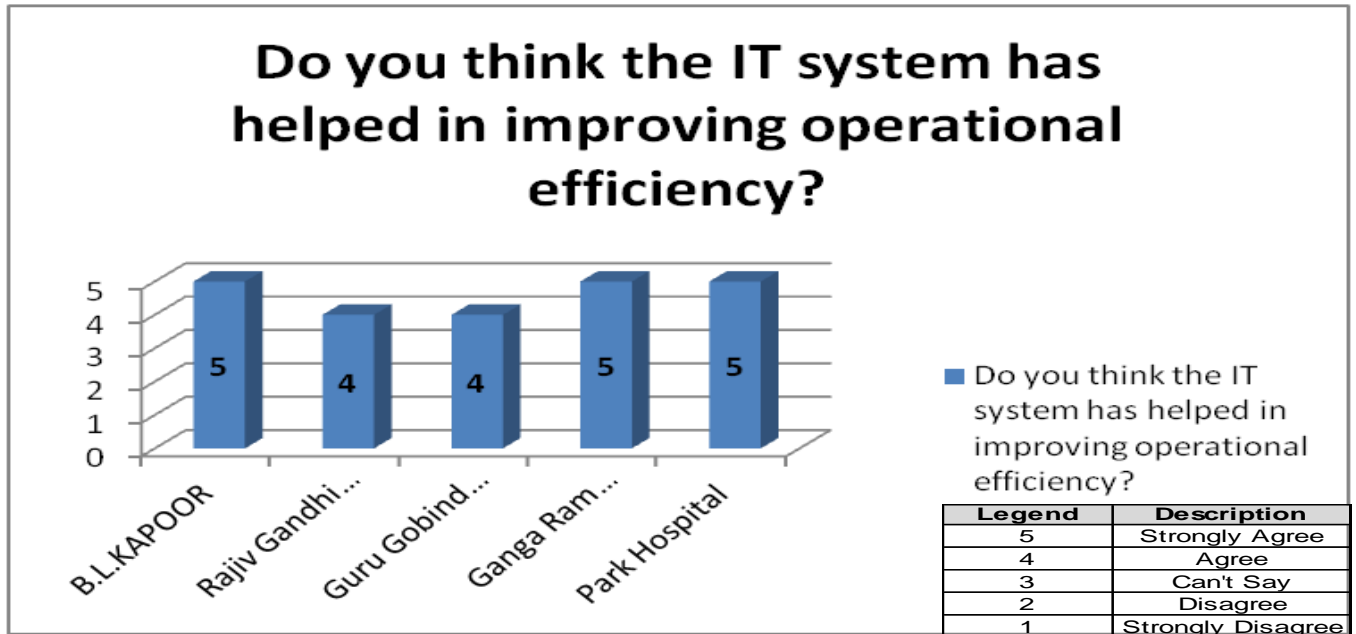 Do you think the IT system has
helped in improving operational
efficiency?
5
4
3
2
1
0
5
4
4
5
5
B.L.KAPOOR
Rajiv Gandhi...
Guru Gobind...
Ganga Ram...
Park Hospital
Do you think the IT
system has helped in
improving operational
efficiency?
Legend Description
5 Strongly Agree
4 Agree
3 Can't Say
2 Disagree
1 Strongly Disagree